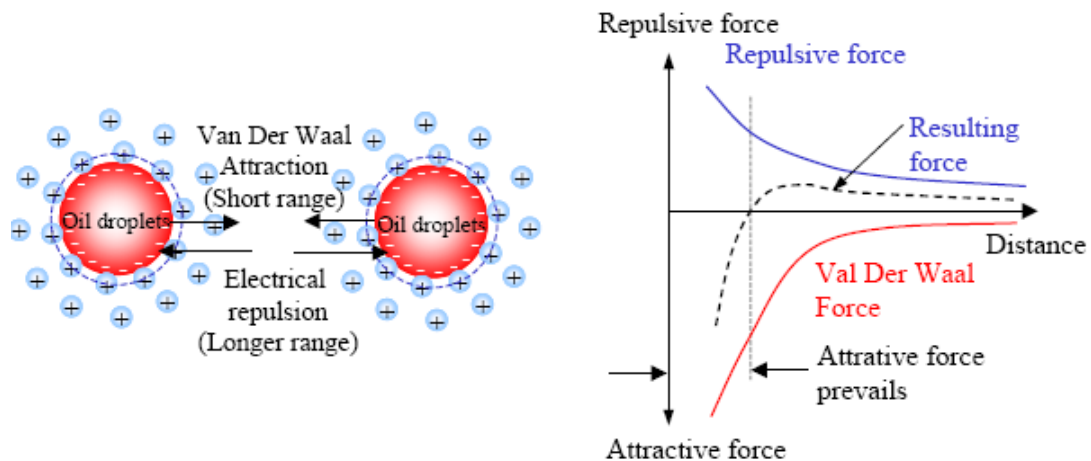 Van Der Waal
Attraction
(Short range)
Oil droplets
Oil droplets
Electrical
repulsion
(Longer range)
Repulsive force
Repulsive force
Resulting
force
Distance
Val Der Waal
Force
Attrative force
prevails
Attractive force